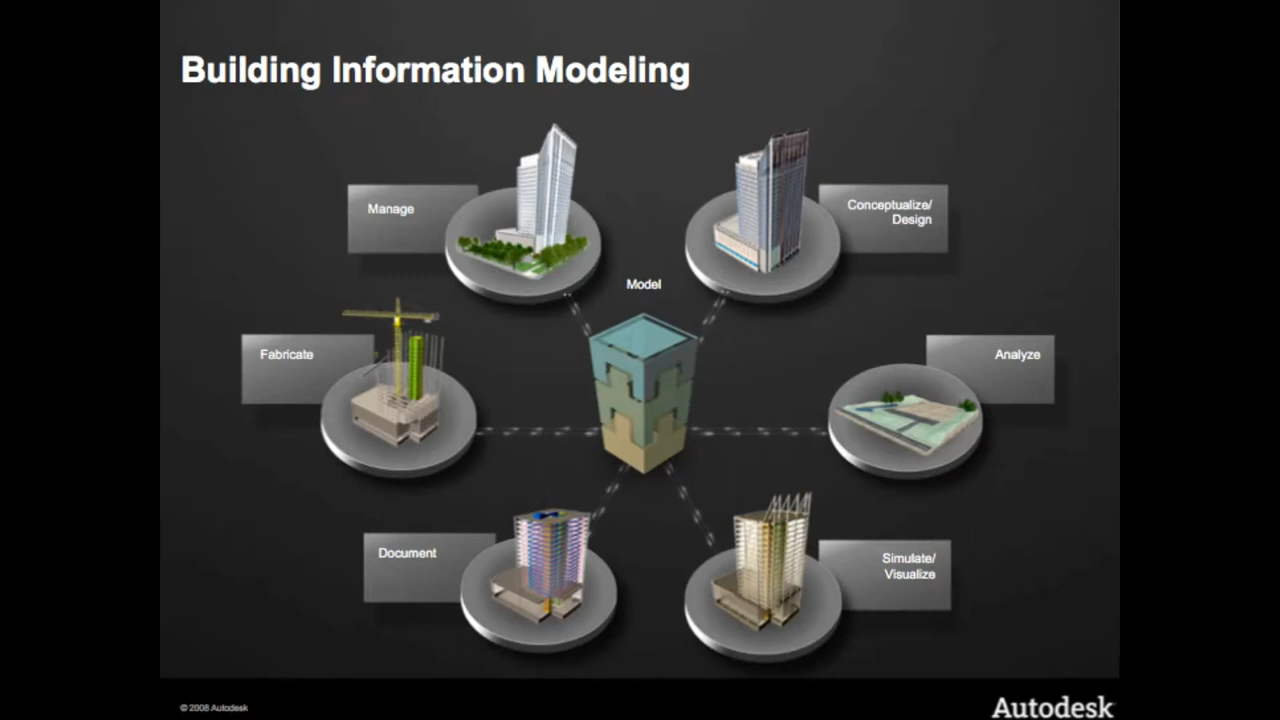 Building Information Modeling
Manage
Conceptualize/
Design
Model
Fabricate
Analyze
Document
Simulate/
Visualize
© 2008 Autodesk
Autodesk